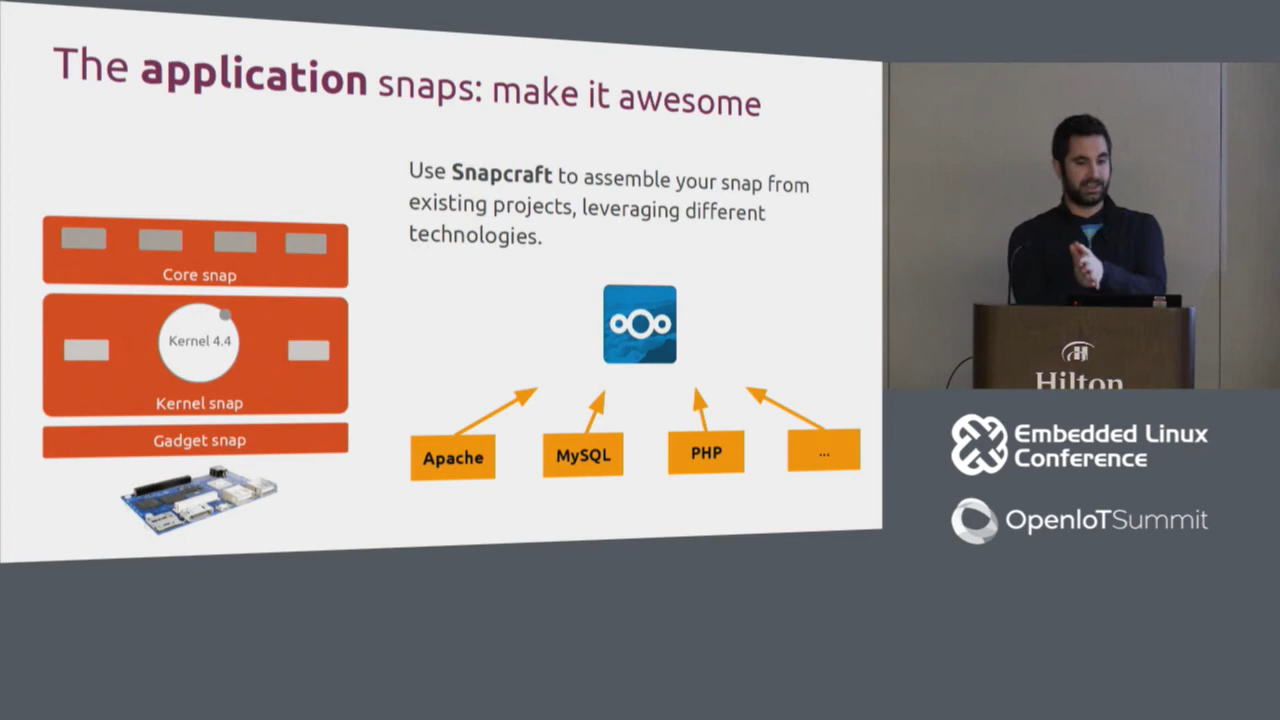 The application snaps: make it awesome
Use Snapcraft to assemble your snap from
existing projects, leveraging different
technologies.
Core snap
Kernel 4.4
Kernel snap
Gadget snap
Apache
MySQL
PHP
...
Hilton
Embedded Linux
Conference
OpenIoTSummit